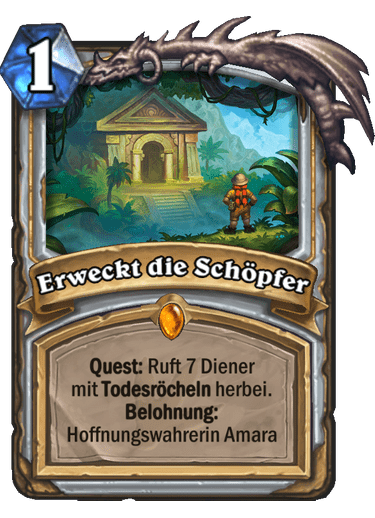 1
Erweckt die Schöpfer
Quest: Ruft 7 Diener
mit Todesröcheln herbei.
Belohnung:
Hoffnungswahrerin Amara